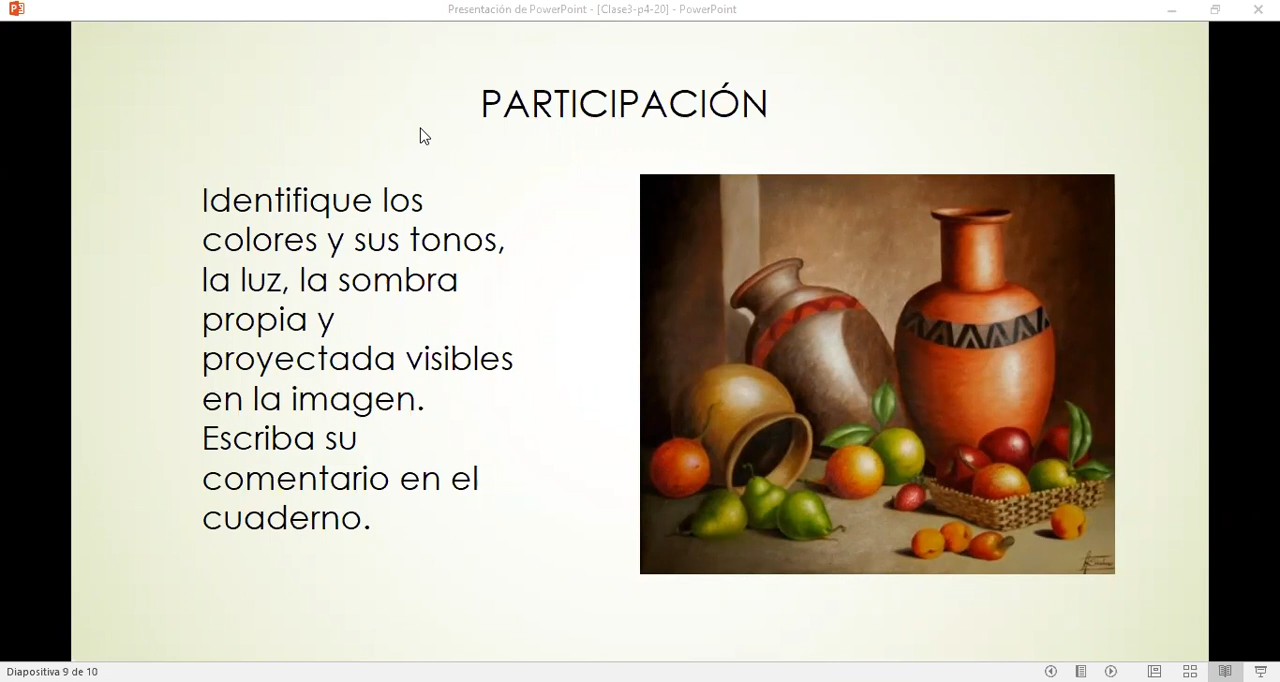 Presentación de PowerPoint - [Clase3-p4-20] - PowerPoint
PARTICIPACIÓN
Identifique los
colores y sus tonos,
la luz, la sombra
propia y
proyectada visibles
en la imagen.
Escriba su
comentario en el
cuaderno.
Diapositiva 9 de 10